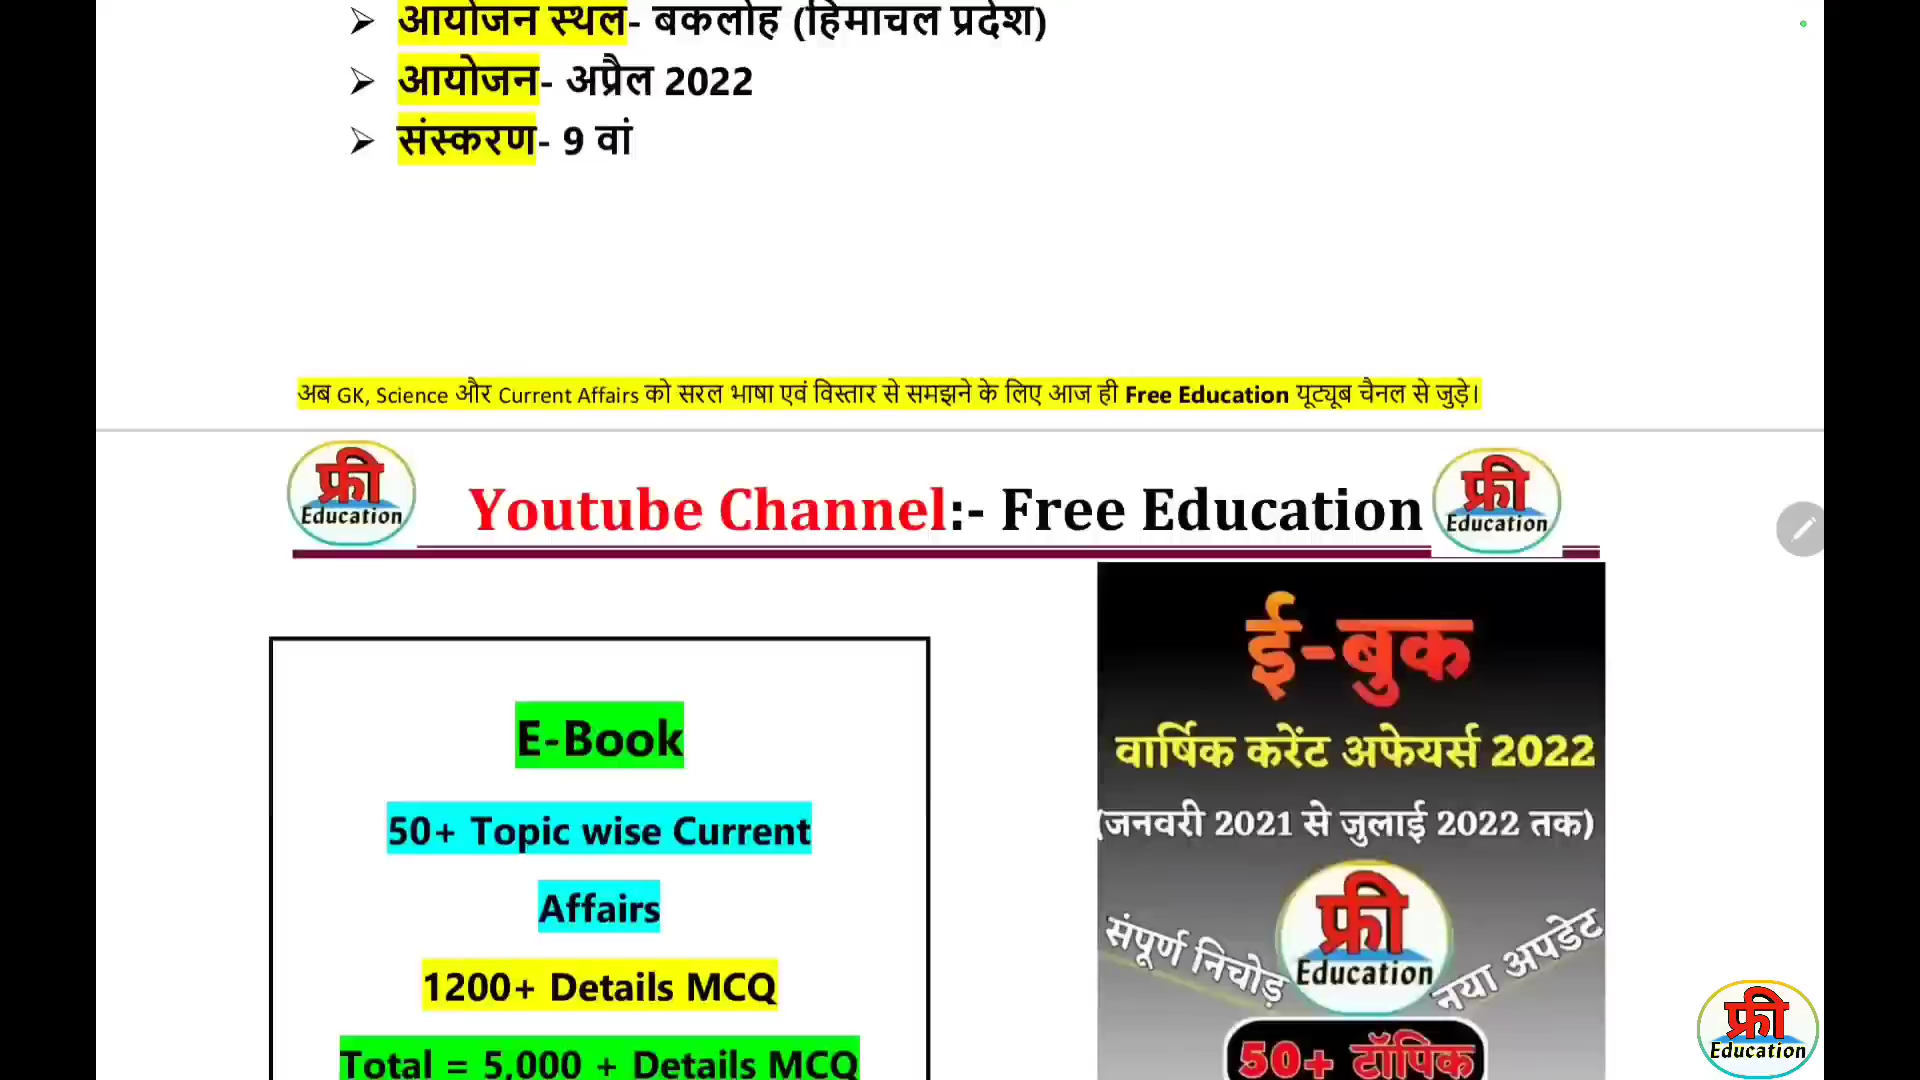 ➢ आयोजन स्थल- बकलोह (हिमाचल प्रदेश)
➢ आयोजन- अप्रैल 2022
➢ संस्करण- 9 वां
अब GK, Science और Current Affairs को सरल भाषा एवं विस्तार से समझने के लिए आज ही Free Education यूट्यूब चैनल से जुड़े।
फ्री
Education
Youtube Channel:- Free Education
फ्री
Education
E-Book
50+ Topic wise Current
Affairs
1200+ Details MCQ
Total = 5,000 + Details MCQ
ई-बुक
वार्षिक करेंट अफेयर्स 2022
(जनवरी 2021 से जुलाई 2022 तक)
संपूर्ण निचोड़
फ्री
Education
नया अपडेट
50+ टॉपिक
फ्री
Education